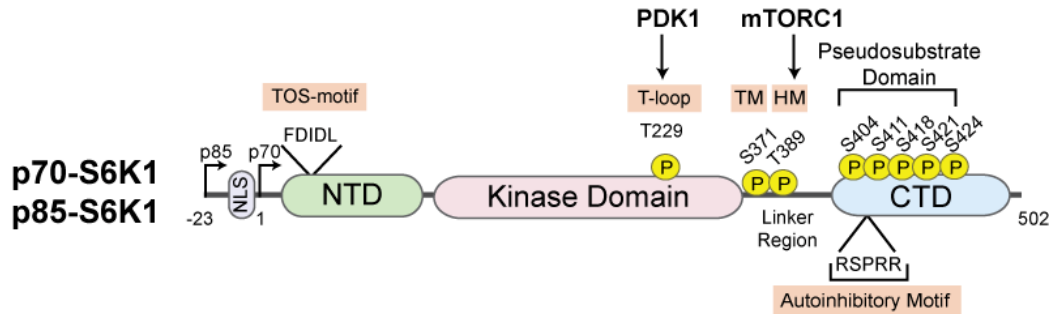 PDK1 mTORC1
Pseudosubstrate
Domain
TOS-motif T-loop TM HM
FDIDL T229 S371 T389 S404 S411 S418 S421 S424
p85 p70
P P P P P P P P
p70-S6K1
p85-S6K1
NLS NTD Kinase Domain CTD
-23 1 502
Linker
Region
RSPRR
Autoinhibitory Motif